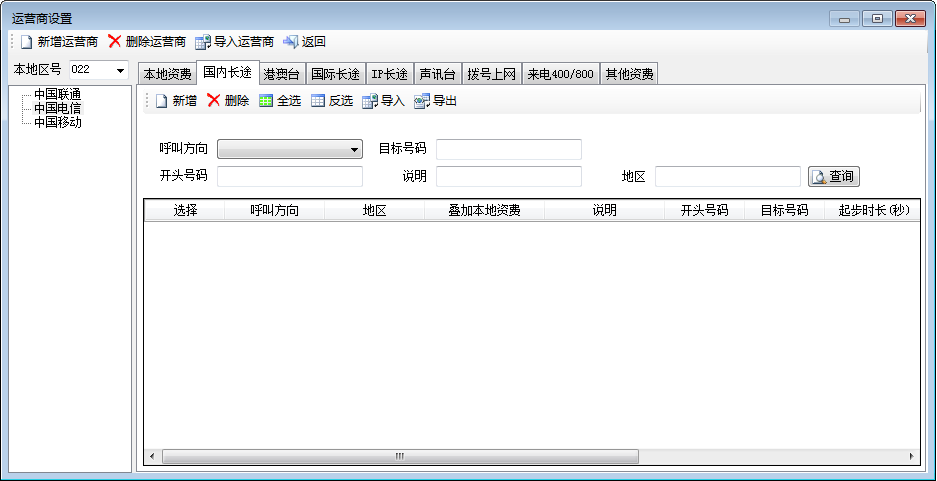 运营商设置
新增运营商 删除运营商 导入运营商 返回
本地区号 022
中国联通
中国电信
中国移动
本地资费 国内长途 港澳台 国际长途 IP长途 声讯台 拨号上网 来电400/800 其他资费
新增 删除 全选 反选 导入 导出
呼叫方向 目标号码
开头号码 说明 地区 查询
选择 呼叫方向 地区 叠加本地资费 说明 开头号码 目标号码 起步时长(秒)